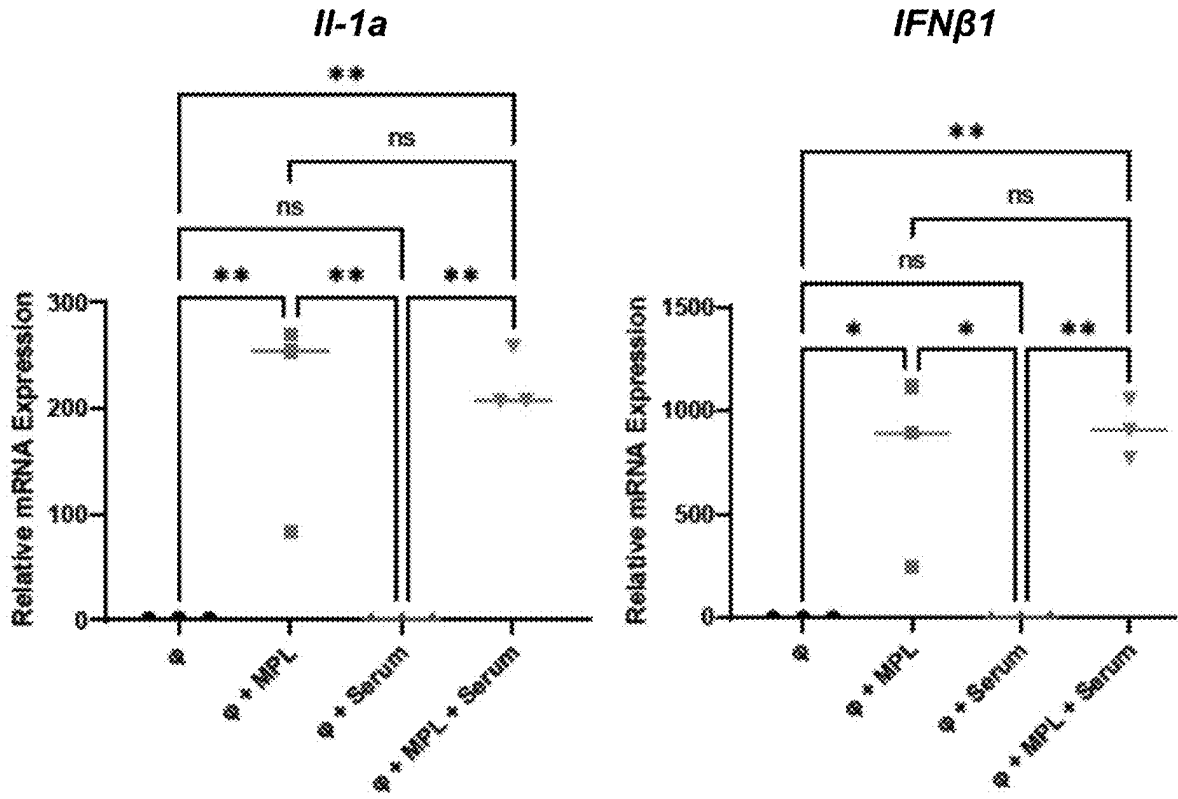 Il-1a
**
ns
ns
** ** **
Relative mRNA Expression
300
200
100
0
φ
φ + MPL
φ + Serum
φ + MPL + Serum
IFNβ1
**
ns
ns
* * **
Relative mRNA Expression
1500
1000
500
0
φ
φ + MPL
φ + Serum
φ + MPL + Serum